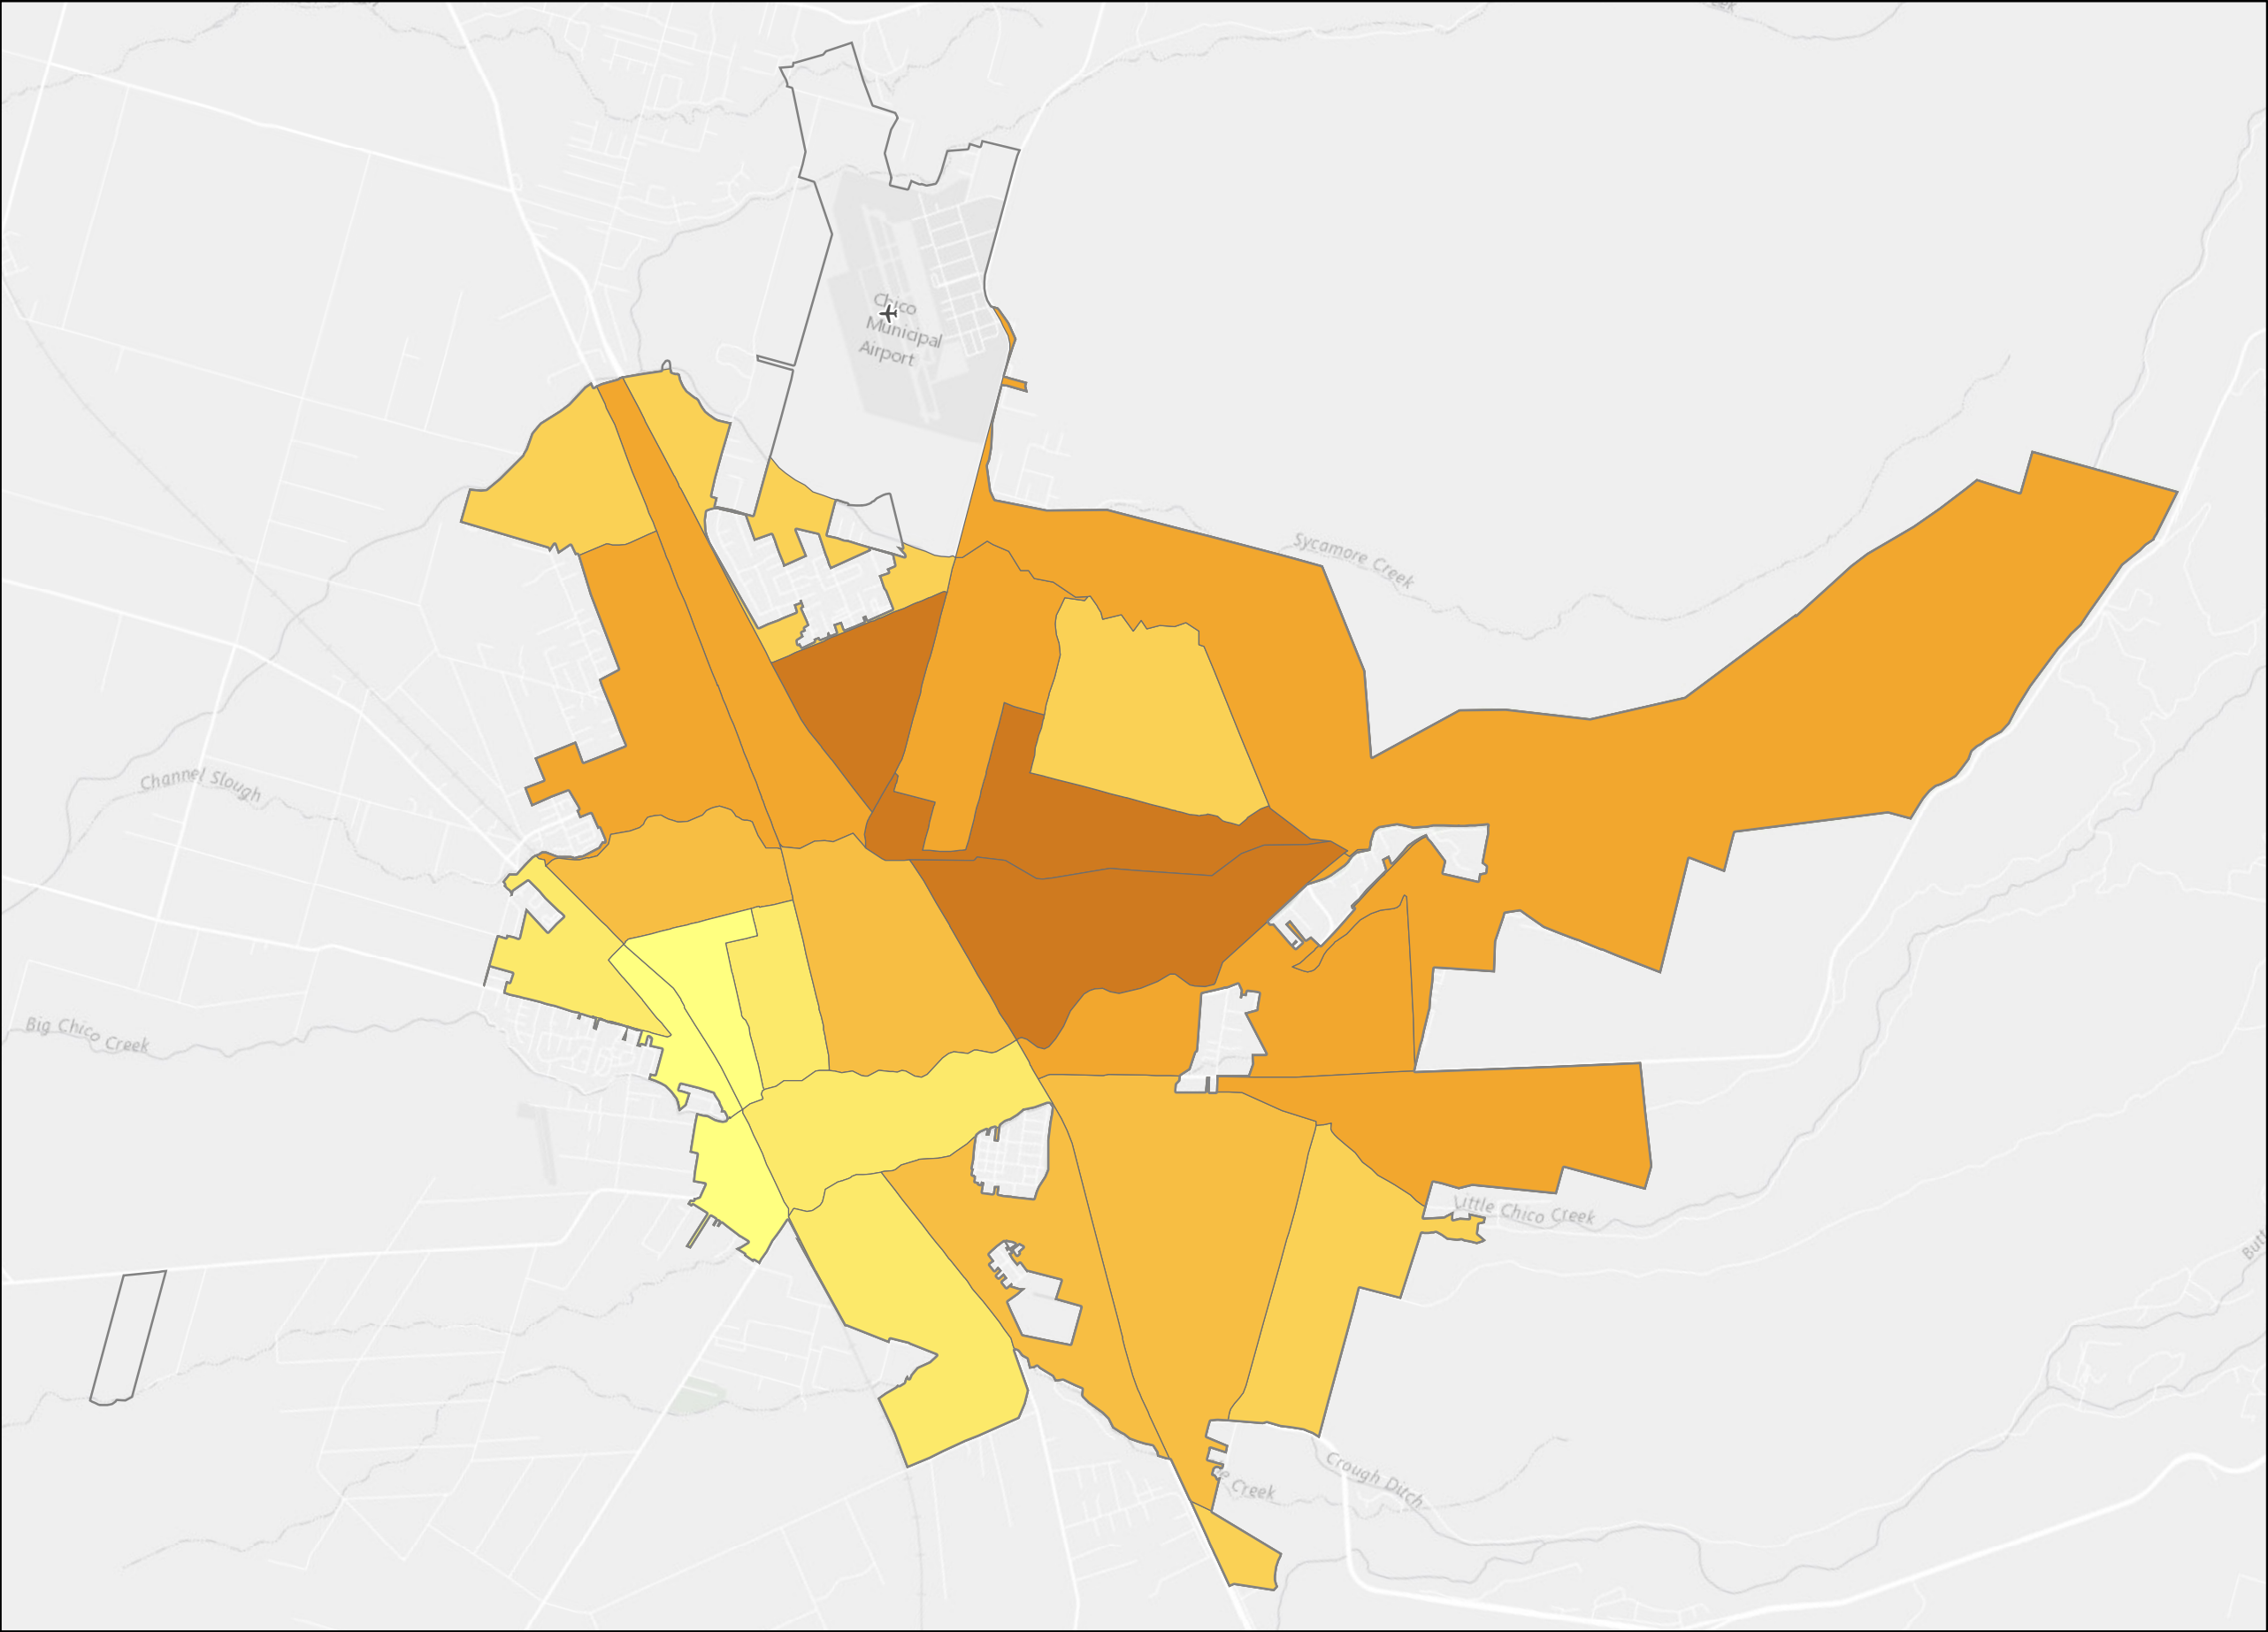 Chico
Municipal
Airport
Sycamore Creek
Channel Slough
Big Chico Creek
Little Chico Creek
Crough Ditch
Creek